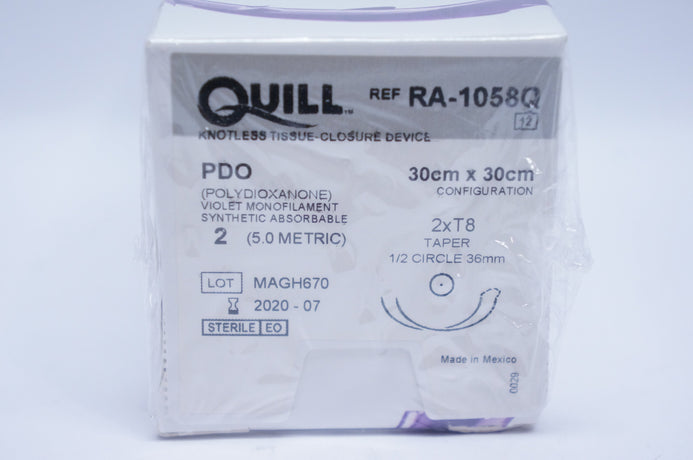 QUILL™ REF RA-1058Q
12
KNOTLESS TISSUE-CLOSURE DEVICE
PDO
(POLYDIOXANONE)
VIOLET MONOFILAMENT
SYNTHETIC ABSORBABLE
2 (5.0 METRIC)
30cm x 30cm
CONFIGURATION
2xT8
TAPER
1/2 CIRCLE 36mm
LOT MAGH670
2020 - 07
STERILE EO
Made in Mexico
0029